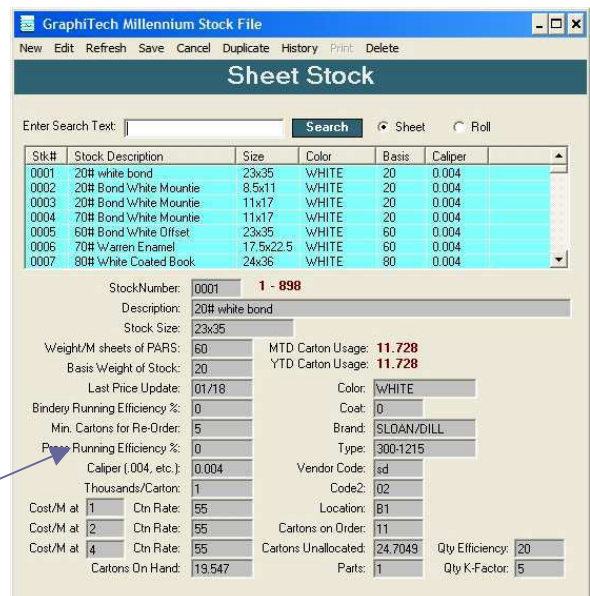 GraphiTech Millennium Stock File
New Edit Refresh Save Cancel Duplicate History Print Delete
Sheet Stock
Enter Search Text: Search Sheet Roll
Stk# Stock Description Size Color Basis Caliper
0001 20# white bond 23x35 WHITE 20 0.004
0002 20# Bond White Mountie 8.5x11 WHITE 20 0.004
0003 20# Bond White Mountie 11x17 WHITE 20 0.004
0004 70# Bond White Mountie 11x17 WHITE 20 0.004
0005 60# Bond White Offset 23x35 WHITE 60 0.004
0006 70# Warren Enamel 17.5x22.5 WHITE 60 0.004
0007 80# White Coated Book 24x36 WHITE 80 0.004
StockNumber: 0001 1 - 898
Description: 20# white bond
Stock Size: 23x35
Weight/M sheets of PARS: 60 MTD Carton Usage: 11.728
Basis Weight of Stock: 20 YTD Carton Usage: 11.728
Last Price Update: 01/18 Color: WHITE
Bindery Running Efficiency %: 0 Coat: 0
Min. Cartons for Re-Order: 5 Brand: SLOAN/DILL
Running Efficiency %: 0 Type: 300-1215
Caliper (.004, etc.): 0.004 Vendor Code: sd
Thousands/Carton: 1 Code2: 02
Cost/M at 1 Ctn Rate: 55 Location: B1
Cost/M at 2 Ctn Rate: 55 Cartons on Order: 11
Cost/M at 4 Ctn Rate: 55 Cartons Unallocated: 24.7049 Qty Efficiency: 20
Cartons On Hand: 19.547 Parts: 1 Qty K-Factor: 5